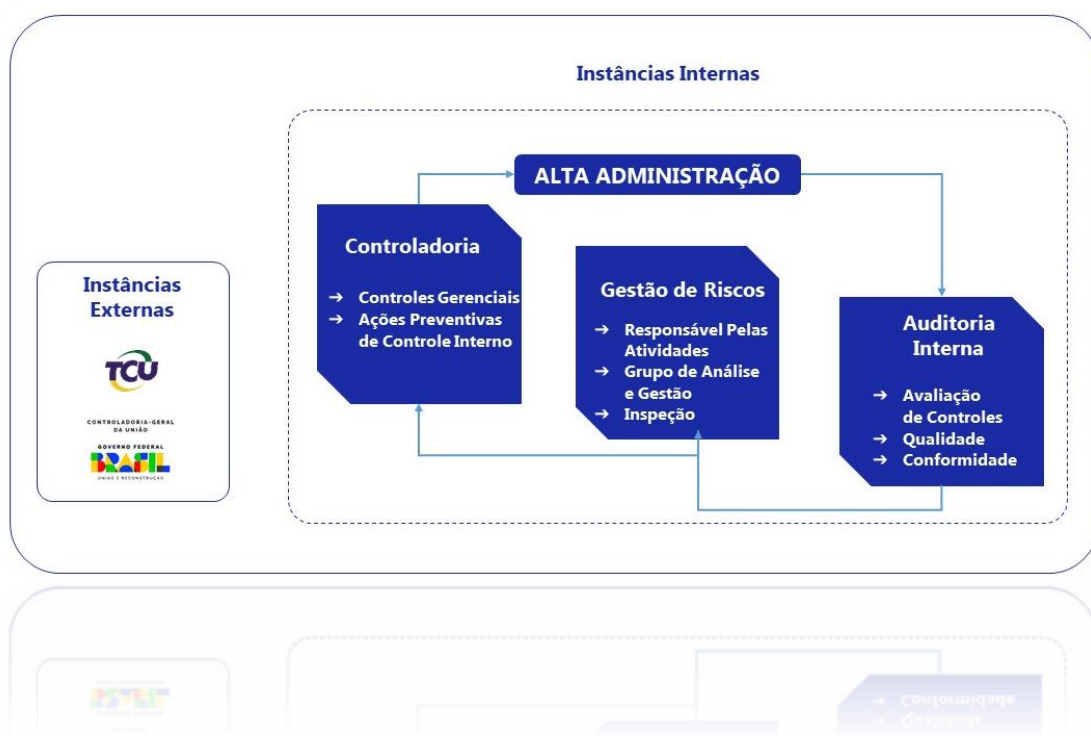 Instâncias Internas
ALTA ADMINISTRAÇÃO
Controladoria
→ Controles Gerenciais
→ Ações Preventivas
de Controle Interno
Gestão de Riscos
→ Responsável Pelas
Atividades
→ Grupo de Análise
e Gestão
→ Inspeção
Auditoria
Interna
→ Avaliação
de Controles
→ Qualidade
→ Conformidade
Instâncias
Externas
TCU
CONTROLADORIA-GERAL
DA UNIÃO
GOVERNO FEDERAL
BRASIL
UNIÃO E RECONSTRUÇÃO